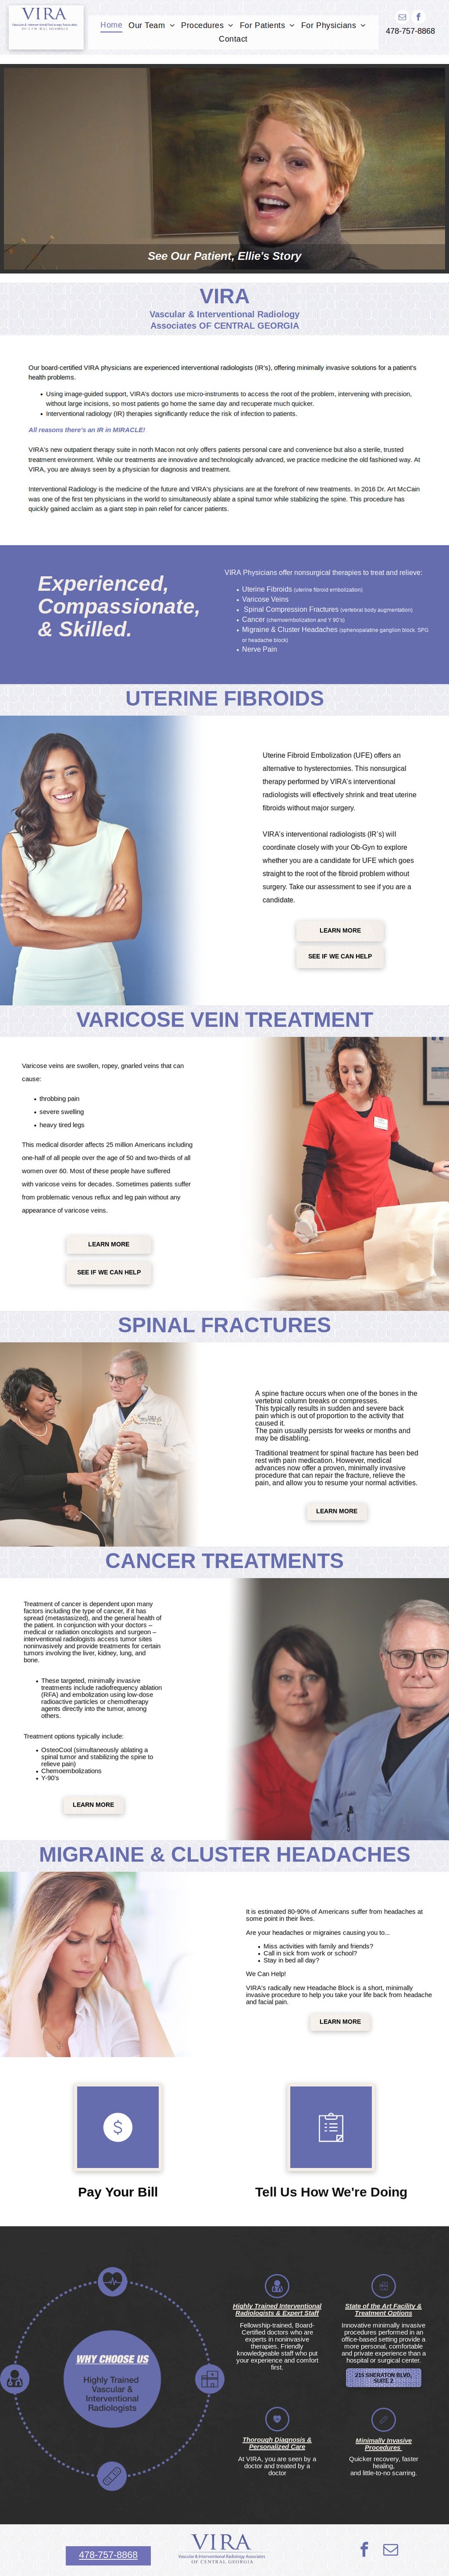 VIRA
Vascular & Interventional Radiology Associates
OF CENTRAL GEORGIA
Home
Our Team
Procedures
For Patients
For Physicians
Contact
478-757-8868
See Our Patient, Ellie's Story
VIRA
Vascular & Interventional Radiology
Associates OF CENTRAL GEORGIA
Our board-certified VIRA physicians are experienced interventional radiologists (IR's), offering minimally invasive solutions for a patient's
health problems.
• Using image-guided support, VIRA's doctors use micro-instruments to access the root of the problem, intervening with precision,
without large incisions, so most patients go home the same day and recuperate much quicker.
• Interventional radiology (IR) therapies significantly reduce the risk of infection to patients.
All reasons there's an IR in MIRACLE!
VIRA's new outpatient therapy suite in north Macon not only offers patients personal care and convenience but also a sterile, trusted
treatment environment. While our treatments are innovative and technologically advanced, we practice medicine the old fashioned way. At
VIRA, you are always seen by a physician for diagnosis and treatment.
Interventional Radiology is the medicine of the future and VIRA's physicians are at the forefront of new treatments. In 2016 Dr. Art McCain
was one of the first ten physicians in the world to simultaneously ablate a spinal tumor while stabilizing the spine. This procedure has
quickly gained acclaim as a giant step in pain relief for cancer patients.
Experienced,
Compassionate,
& Skilled.
VIRA Physicians offer nonsurgical therapies to treat and relieve:
• Uterine Fibroids (uterine fibroid embolization)
• Varicose Veins
• Spinal Compression Fractures (vertebral body augmentation)
• Cancer (chemoembolization and Y 90's)
• Migraine & Cluster Headaches (sphenopalatine ganglion block, SPG
or headache block)
• Nerve Pain
UTERINE FIBROIDS
Uterine Fibroid Embolization (UFE) offers an
alternative to hysterectomies. This nonsurgical
therapy performed by VIRA's interventional
radiologists will effectively shrink and treat uterine
fibroids without major surgery.
VIRA's interventional radiologists (IR's) will
coordinate closely with your Ob-Gyn to explore
whether you are a candidate for UFE which goes
straight to the root of the fibroid problem without
surgery. Take our assessment to see if you are a
candidate.
LEARN MORE
SEE IF WE CAN HELP
VARICOSE VEIN TREATMENT
Varicose veins are swollen, ropey, gnarled veins that can
cause:
• throbbing pain
• severe swelling
• heavy tired legs
This medical disorder affects 25 million Americans including
one-half of all people over the age of 50 and two-thirds of all
women over 60. Most of these people have suffered
with varicose veins for decades. Sometimes patients suffer
from problematic venous reflux and leg pain without any
appearance of varicose veins.
LEARN MORE
SEE IF WE CAN HELP
SPINAL FRACTURES
A spine fracture occurs when one of the bones in the
vertebral column breaks or compresses.
This typically results in sudden and severe back
pain which is out of proportion to the activity that
caused it.
The pain usually persists for weeks or months and
may be disabling.
Traditional treatment for spinal fracture has been bed
rest with pain medication. However, medical
advances now offer a proven, minimally invasive
procedure that can repair the fracture, relieve the
pain, and allow you to resume your normal activities.
LEARN MORE
CANCER TREATMENTS
Treatment of cancer is dependent upon many
factors including the type of cancer, if it has
spread (metastasized), and the general health of
the patient. In conjunction with your doctors –
medical or radiation oncologists and surgeon –
interventional radiologists access tumor sites
noninvasively and provide treatments for certain
tumors involving the liver, kidney, lung, and
bone.
• These targeted, minimally invasive
treatments include radiofrequency ablation
(RFA) and embolization using low-dose
radioactive particles or chemotherapy
agents directly into the tumor, among
others.
Treatment options typically include:
• OsteoCool (simultaneously ablating a
spinal tumor and stabilizing the spine to
relieve pain)
• Chemoembolizations
• Y-90's
LEARN MORE
MIGRAINE & CLUSTER HEADACHES
It is estimated 80-90% of Americans suffer from headaches at
some point in their lives.
Are your headaches or migraines causing you to...
• Miss activities with family and friends?
• Call in sick from work or school?
• Stay in bed all day?
We Can Help!
VIRA's radically new Headache Block is a short, minimally
invasive procedure to help you take your life back from headache
and facial pain.
LEARN MORE
$
Pay Your Bill
Tell Us How We're Doing
WHY CHOOSE US
Highly Trained
Vascular &
Interventional
Radiologists
Highly Trained Interventional
Radiologists & Expert Staff
Fellowship-trained, Board-
Certified doctors who are
experts in noninvasive
therapies. Friendly
knowledgeable staff who put
your experience and comfort
first.
State of the Art Facility &
Treatment Options
Innovative minimally invasive
procedures performed in an
office-based setting provide a
more personal, comfortable
and private experience than a
hospital or surgical center.
215 SHERATON BLVD,
SUITE 2
Thorough Diagnosis &
Personalized Care
At VIRA, you are seen by a
doctor and treated by a
doctor
Minimally Invasive
Procedures
Quicker recovery, faster
healing,
and little-to-no scarring.
478-757-8868
VIRA
Vascular & Interventional Radiology Associates
OF CENTRAL GEORGIA